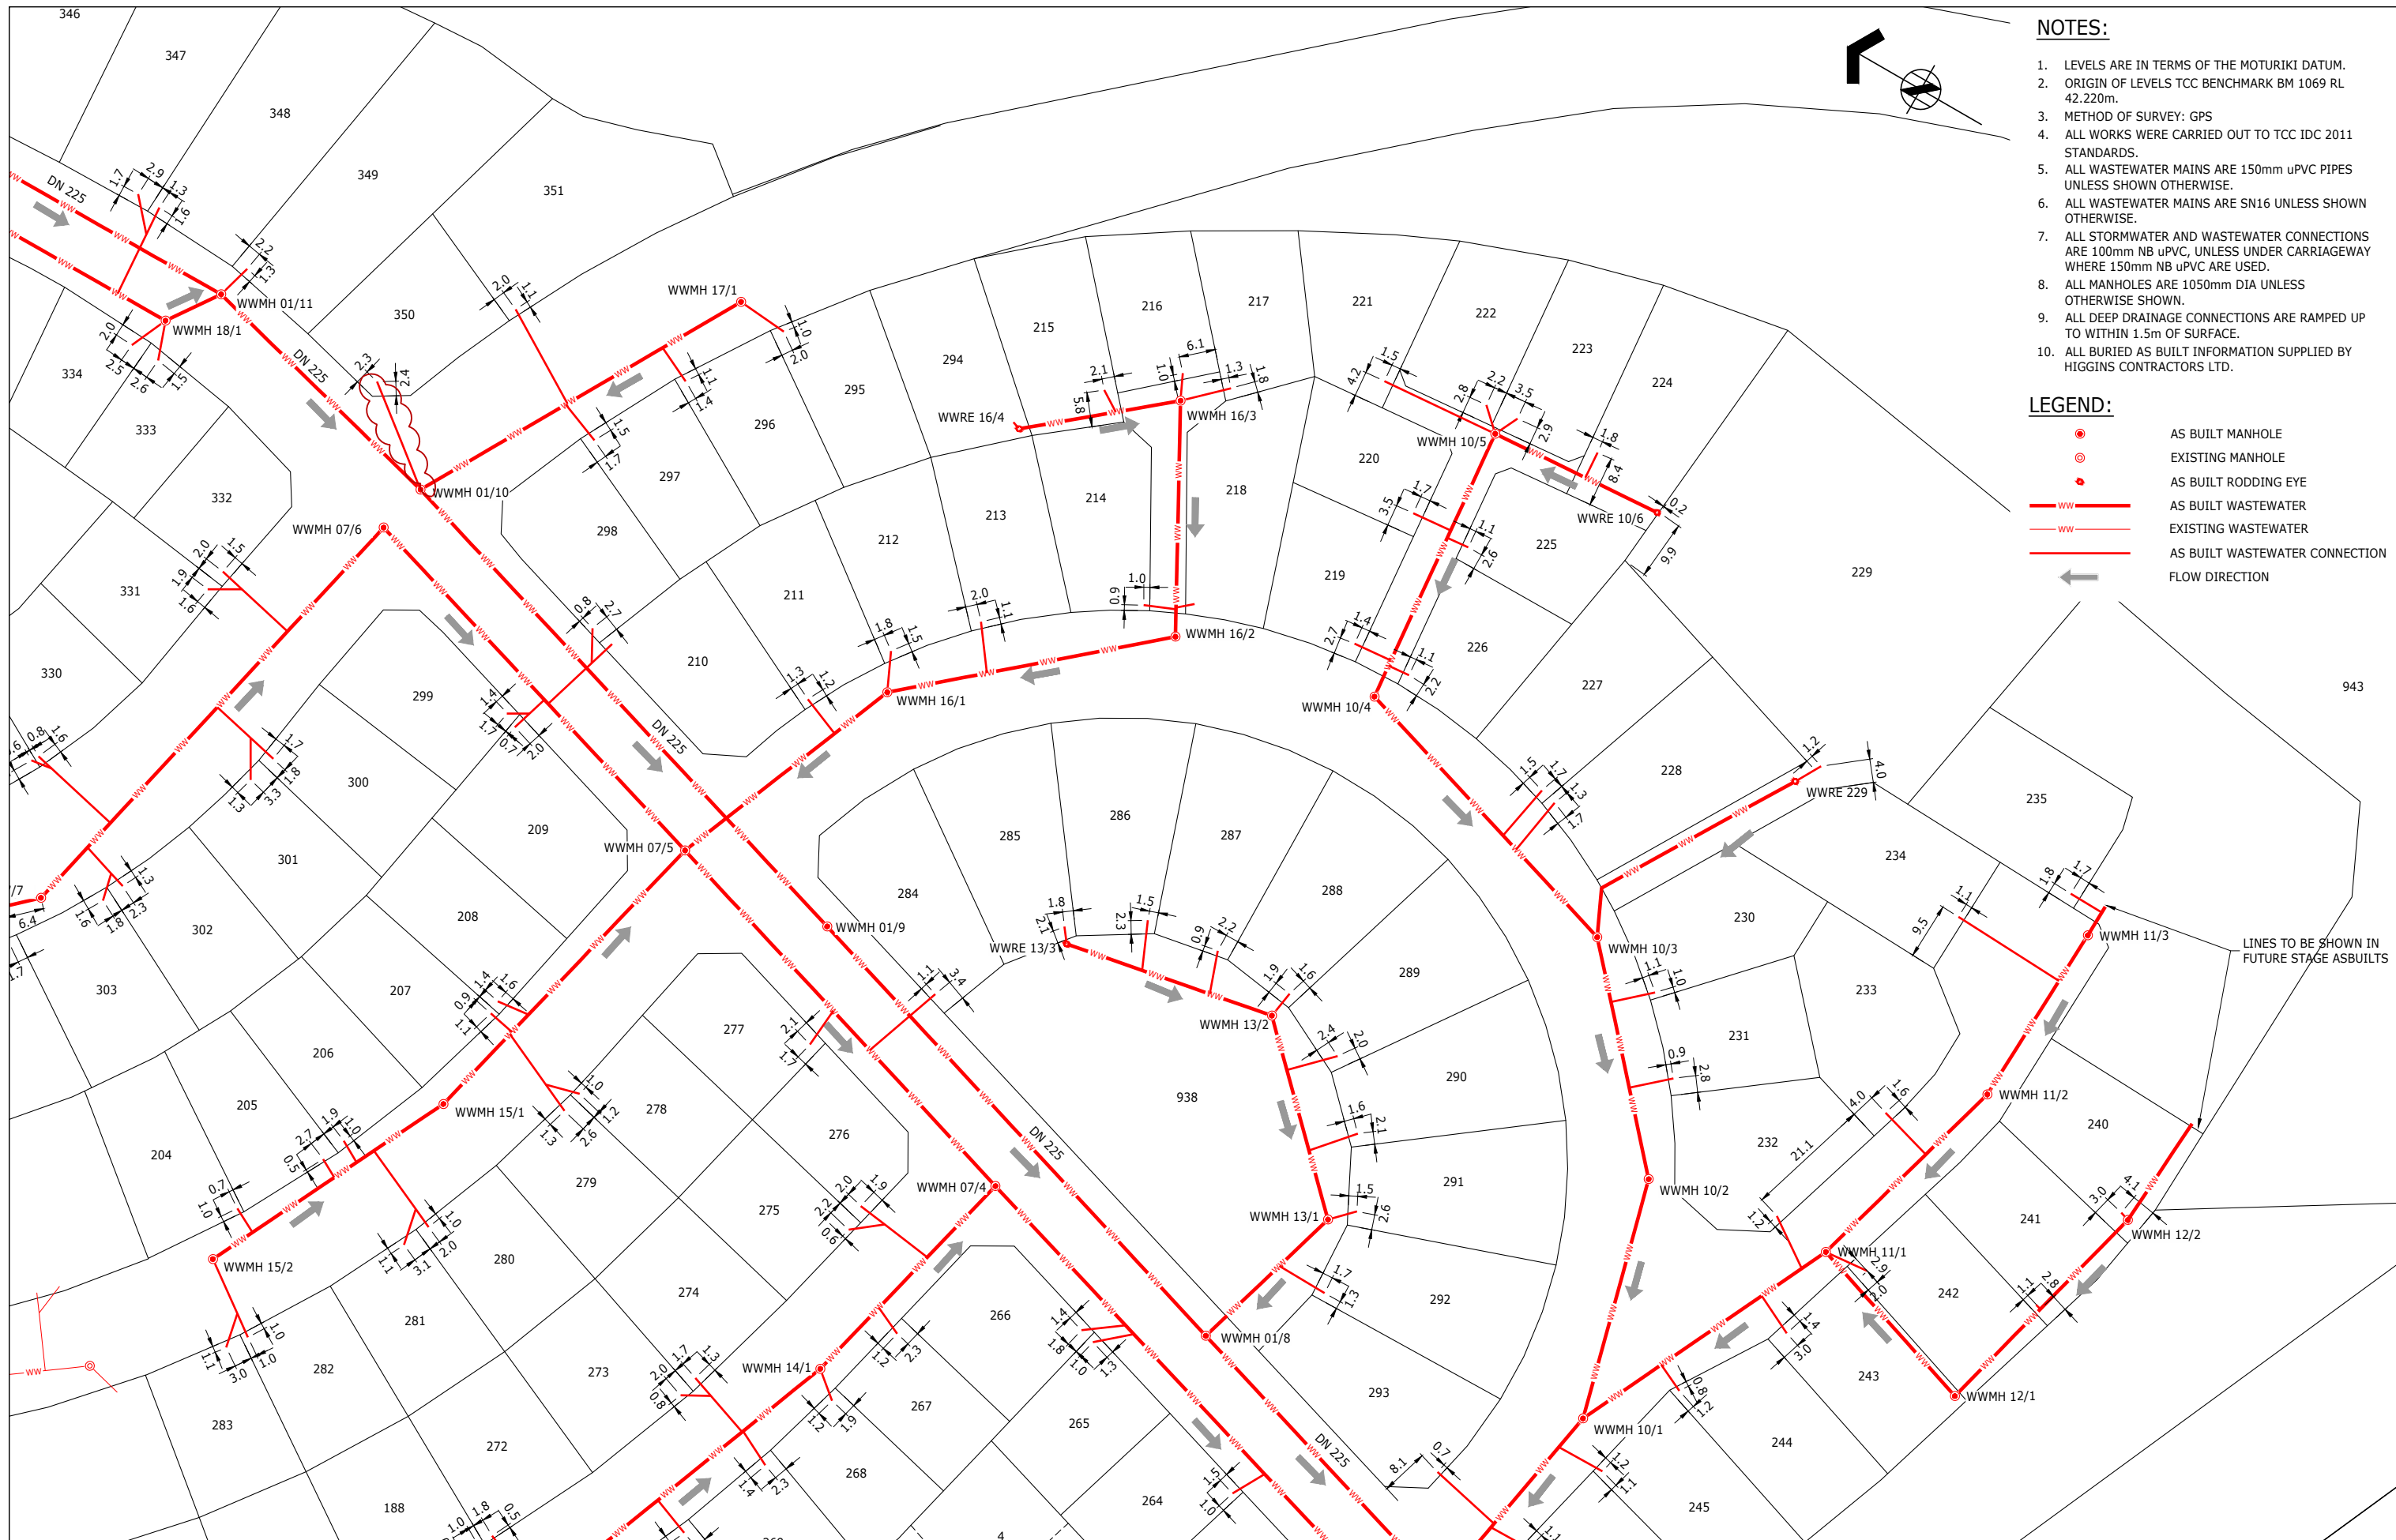 NOTES:
1. LEVELS ARE IN TERMS OF THE MOTURIKI DATUM.
2. ORIGIN OF LEVELS TCC BENCHMARK BM 1069 RL
42.220m.
3. METHOD OF SURVEY: GPS
4. ALL WORKS WERE CARRIED OUT TO TCC IDC 2011
STANDARDS.
5. ALL WASTEWATER MAINS ARE 150mm uPVC PIPES
UNLESS SHOWN OTHERWISE.
6. ALL WASTEWATER MAINS ARE SN16 UNLESS SHOWN
OTHERWISE.
7. ALL STORMWATER AND WASTEWATER CONNECTIONS
ARE 100mm NB uPVC, UNLESS UNDER CARRIAGEWAY
WHERE 150mm NB uPVC ARE USED.
8. ALL MANHOLES ARE 1050mm DIA UNLESS
OTHERWISE SHOWN.
9. ALL DEEP DRAINAGE CONNECTIONS ARE RAMPED UP
TO WITHIN 1.5m OF SURFACE.
10. ALL BURIED AS BUILT INFORMATION SUPPLIED BY
HIGGINS CONTRACTORS LTD.
LEGEND:
AS BUILT MANHOLE
EXISTING MANHOLE
AS BUILT RODDING EYE
WW AS BUILT WASTEWATER
WW EXISTING WASTEWATER
AS BUILT WASTEWATER CONNECTION
FLOW DIRECTION
LINES TO BE SHOWN IN
FUTURE STAGE ASBUILTS
346
347
348
349
350
351
334
333
332
331
330
DN 225
DN 225
DN 225
DN 225
DN 225
WWMH 01/11
WWMH 18/1
WWMH 17/1
WWMH 01/10
WWMH 07/6
WWRE 16/4
WWMH 16/3
WWMH 10/5
WWRE 10/6
WWMH 16/2
WWMH 16/1
WWMH 10/4
WWRE 229
WWMH 07/5
WWMH 01/9
WWRE 13/3
WWMH 10/3
WWMH 11/3
WWMH 13/2
WWMH 15/1
WWMH 11/2
WWMH 07/4
WWMH 10/2
WWMH 13/1
WWMH 12/2
WWMH 15/2
WWMH 11/1
WWMH 01/8
WWMH 14/1
WWMH 12/1
WWMH 10/1
215
216
217
221
222
223
224
294
295
296
297
298
220
218
214
213
212
211
210
219
225
226
227
228
229
943
299
300
301
302
303
209
208
207
206
205
204
284
285
286
287
288
289
290
291
292
293
938
230
231
232
233
234
235
240
241
242
243
244
245
277
278
276
275
274
273
272
279
280
281
282
283
188
266
267
268
265
264
4